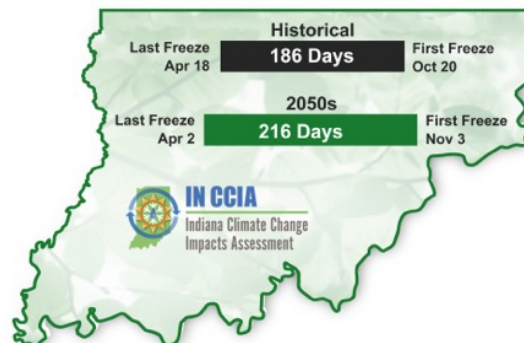 Historical
Last Freeze
Apr 18
186 Days
First Freeze
Oct 20
2050s
Last Freeze
Apr 2
216 Days
First Freeze
Nov 3
IN CCIA
Indiana Climate Change
Impacts Assessment